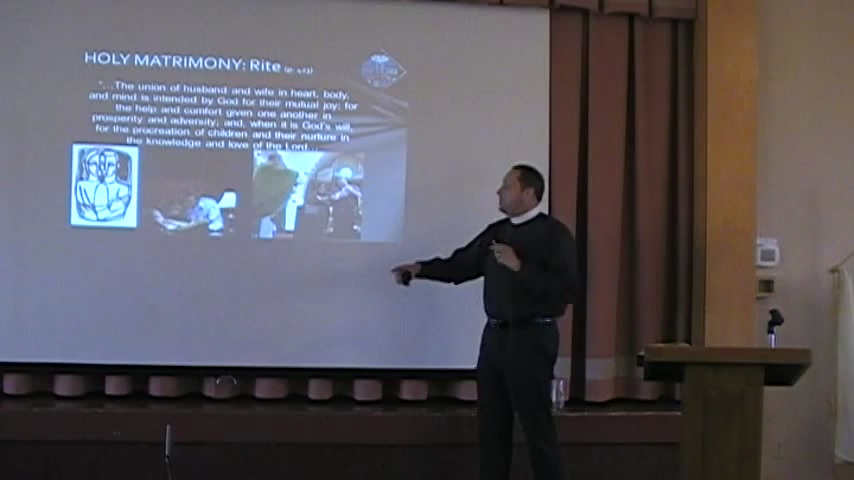 HOLY MATRIMONY: Rite
"...The union of husband and wife in heart, body,
and mind is intended by God for their mutual joy; for
the help and comfort given one another in
prosperity and adversity; and, when it is God's will,
for the procreation of children and their nurture in
the knowledge and love of the Lord...